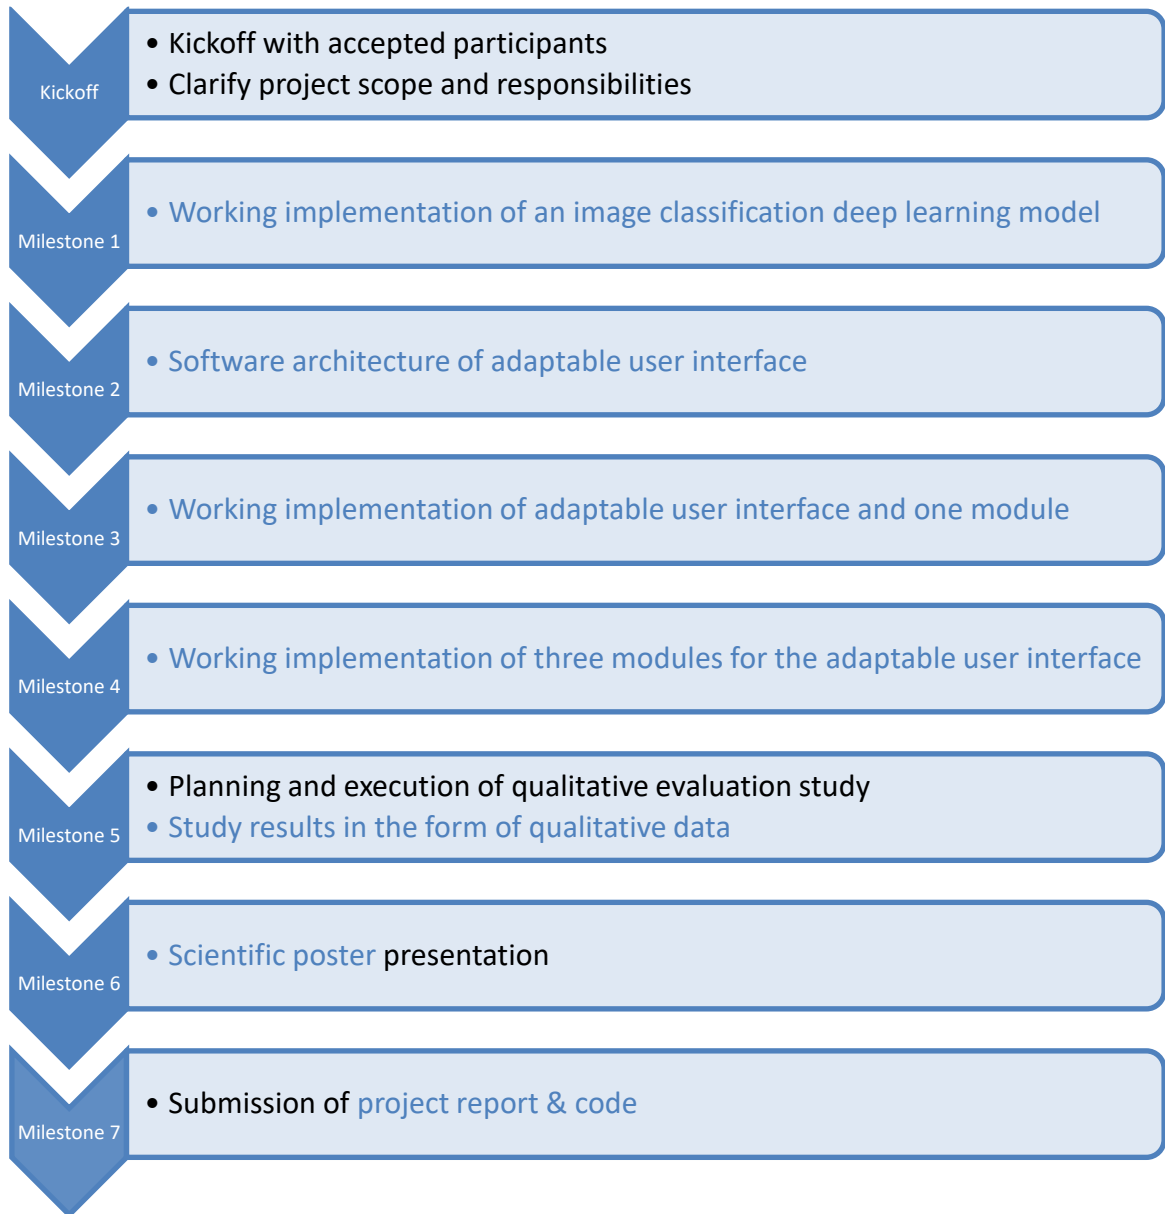 Kickoff
• Kickoff with accepted participants
• Clarify project scope and responsibilities
Milestone 1
• Working implementation of an image classification deep learning model
Milestone 2
• Software architecture of adaptable user interface
Milestone 3
• Working implementation of adaptable user interface and one module
Milestone 4
• Working implementation of three modules for the adaptable user interface
Milestone 5
• Planning and execution of qualitative evaluation study
• Study results in the form of qualitative data
Milestone 6
• Scientific poster presentation
Milestone 7
• Submission of project report & code